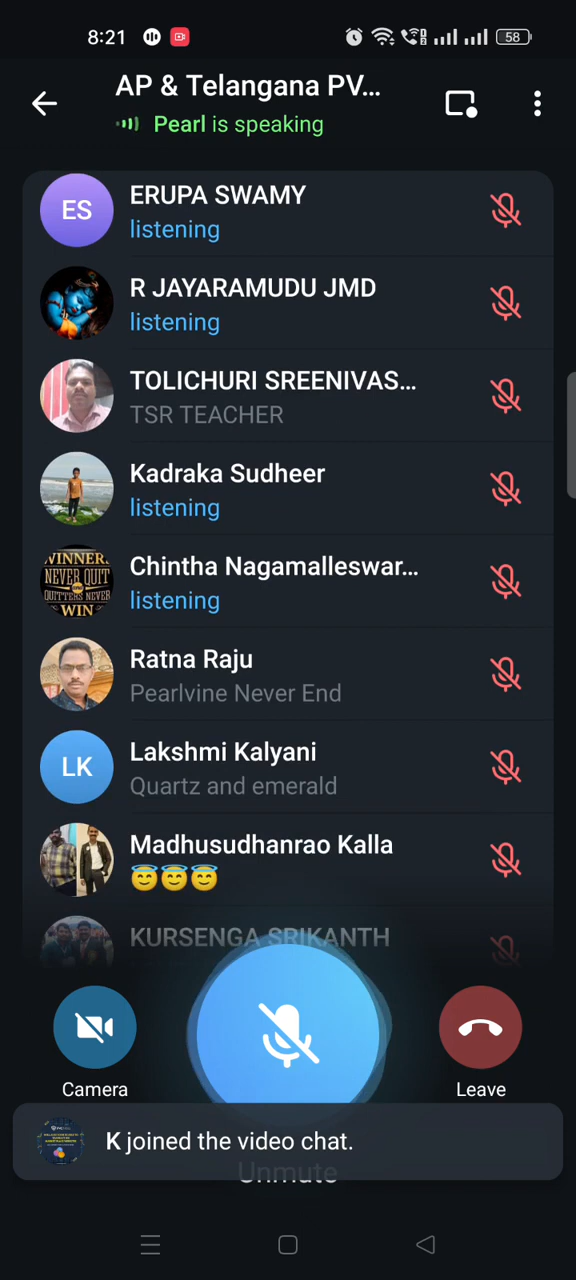 8:21
58
AP & Telangana PV...
Pearl is speaking
ES
ERUPA SWAMY
listening
R JAYARAMUDU JMD
listening
TOLICHURI SREENIVAS...
TSR TEACHER
Kadraka Sudheer
listening
WINNER
NEVER QUIT
QUITTERS NEVER
WIN
Chintha Nagamalleswar...
listening
Ratna Raju
Pearlvine Never End
LK
Lakshmi Kalyani
Quartz and emerald
Madhusudhanrao Kalla
😇😇😇
KURSENGA SRIKANTH
Camera
Leave
K joined the video chat.
Unmute